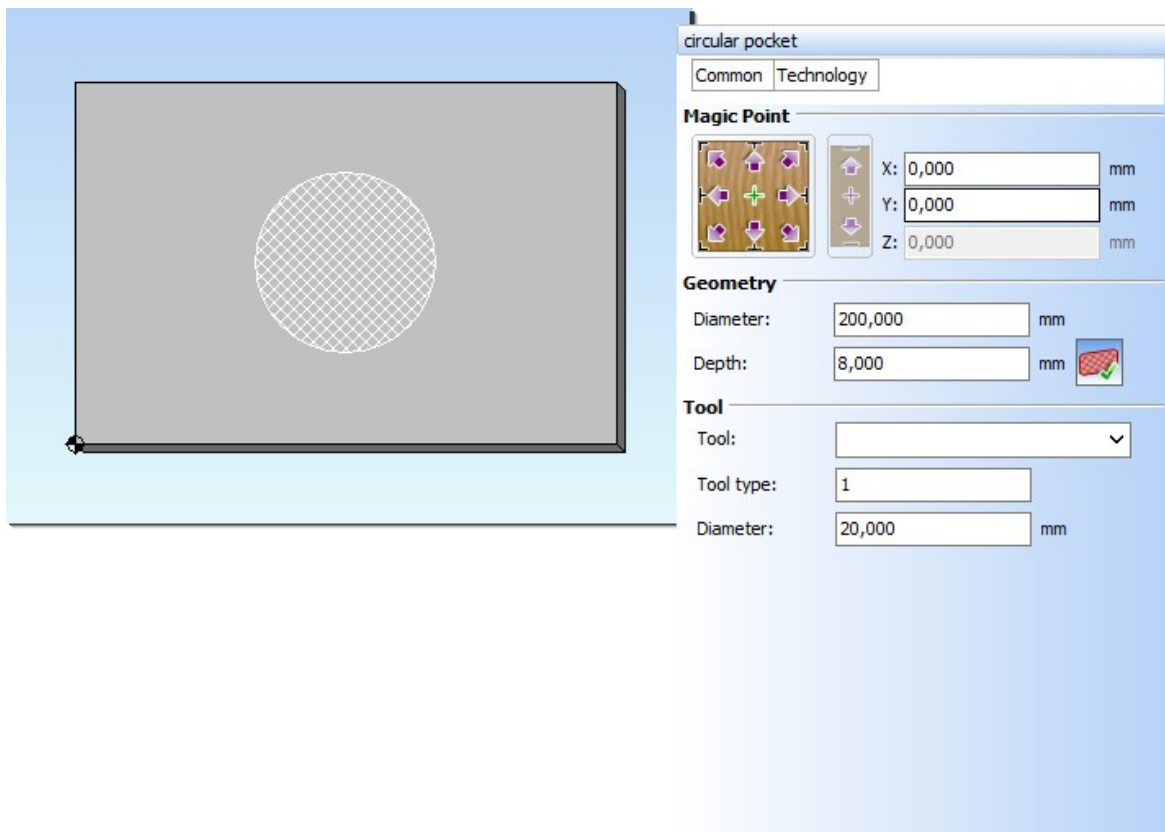 circular pocket
Common Technology
Magic Point
X: 0,000 mm
Y: 0,000 mm
Z: 0,000 mm
Geometry
Diameter: 200,000 mm
Depth: 8,000 mm
Tool
Tool:
Tool type: 1
Diameter: 20,000 mm